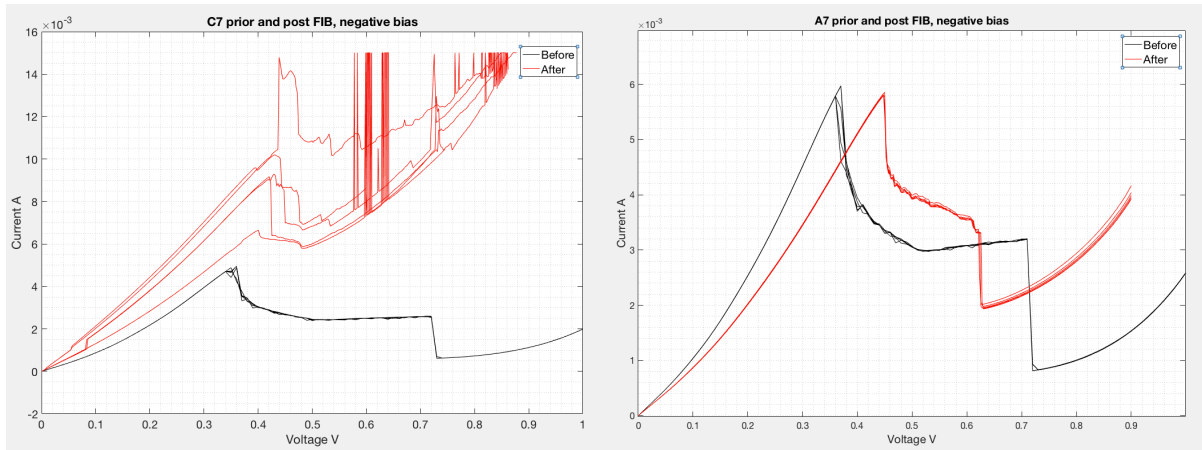 C7 prior and post FIB, negative bias
×10⁻³
16
14
12
10
8
6
4
2
0
-2
Current A
Before
After
0 0.1 0.2 0.3 0.4 0.5 0.6 0.7 0.8 0.9 1
Voltage V
A7 prior and post FIB, negative bias
×10⁻³
6
5
4
3
2
1
0
Current A
Before
After
0 0.1 0.2 0.3 0.4 0.5 0.6 0.7 0.8 0.9
Voltage V